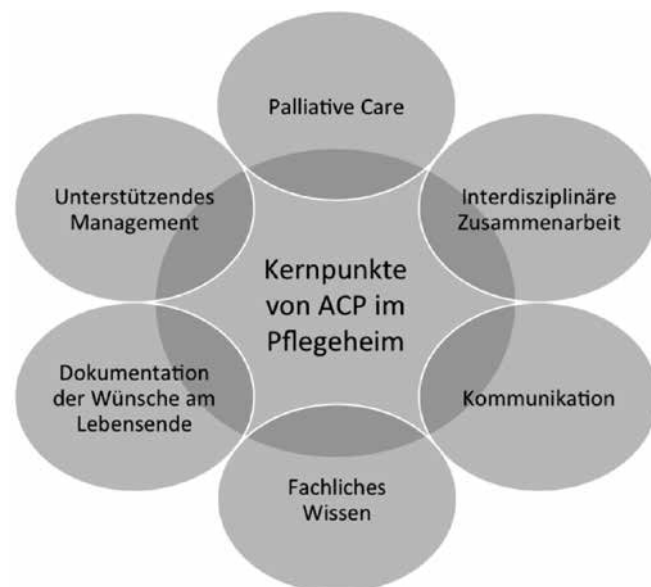 Palliative Care
Unterstützendes
Management
Interdisziplinäre
Zusammenarbeit
Kernpunkte
von ACP im
Pflegeheim
Dokumentation
der Wünsche am
Lebensende
Kommunikation
Fachliches
Wissen